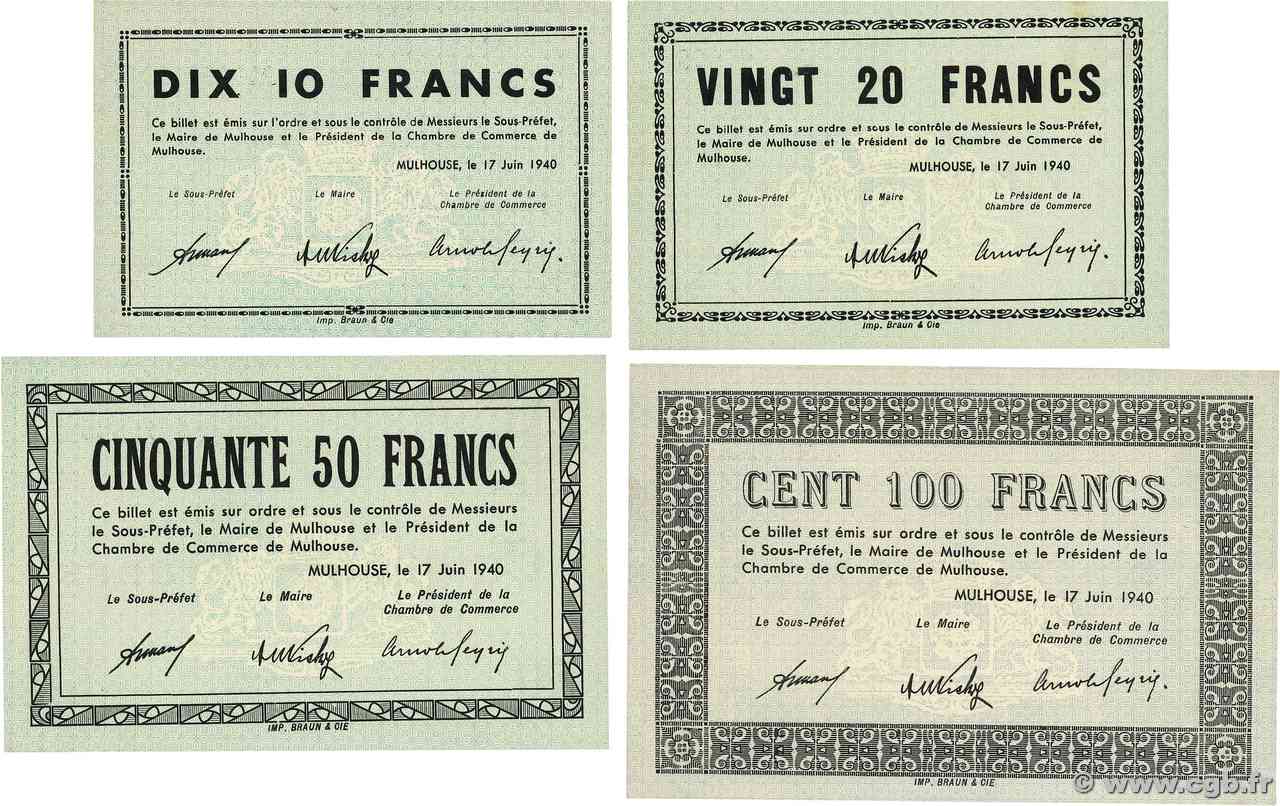 DIX 10 FRANCS
Ce billet est émis sur l'ordre et sous le contrôle de Messieurs le Sous-Préfet,
le Maire de Mulhouse et le Président de la Chambre de Commerce de
Mulhouse.
MULHOUSE, le 17 Juin 1940
Le Sous-Préfet Le Maire Le Président de la
Chambre de Commerce
Imp. Braun & Cie
VINGT 20 FRANCS
Ce billet est émis sur ordre et sous le contrôle de Messieurs le Sous-Préfet,
le Maire de Mulhouse et le Président de la Chambre de Commerce de
Mulhouse.
MULHOUSE, le 17 Juin 1940
Le Sous-Préfet Le Maire Le Président de la
Chambre de Commerce
Imp. Braun & Cie
CINQUANTE 50 FRANCS
Ce billet est émis sur ordre et sous le contrôle de Messieurs
le Sous-Préfet, le Maire de Mulhouse et le Président de la
Chambre de Commerce de Mulhouse.
MULHOUSE, le 17 Juin 1940
Le Sous-Préfet Le Maire Le Président de la
Chambre de Commerce
IMP. BRAUN & CIE
CENT 100 FRANCS
Ce billet est émis sur ordre et sous le contrôle de Messieurs
le Sous-Préfet, le Maire de Mulhouse et le Président de la
Chambre de Commerce de Mulhouse.
MULHOUSE, le 17 Juin 1940
Le Sous-Préfet Le Maire Le Président de la
Chambre de Commerce
IMP. BRAUN & CIE
© www.cgb.fr